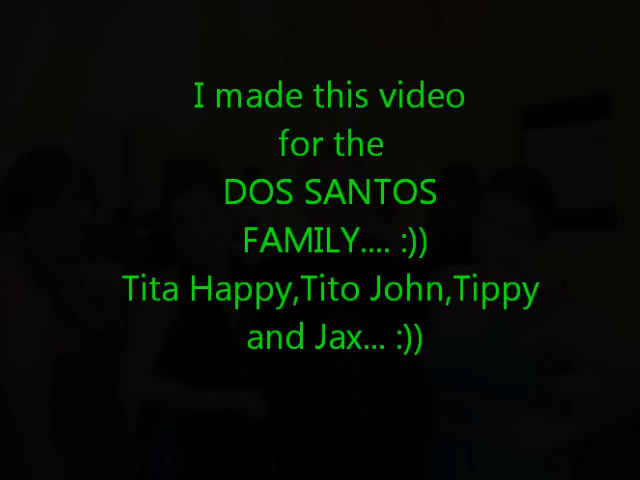 I made this video
for the
DOS SANTOS
FAMILY.... :))
Tita Happy,Tito John,Tippy
and Jax... :))